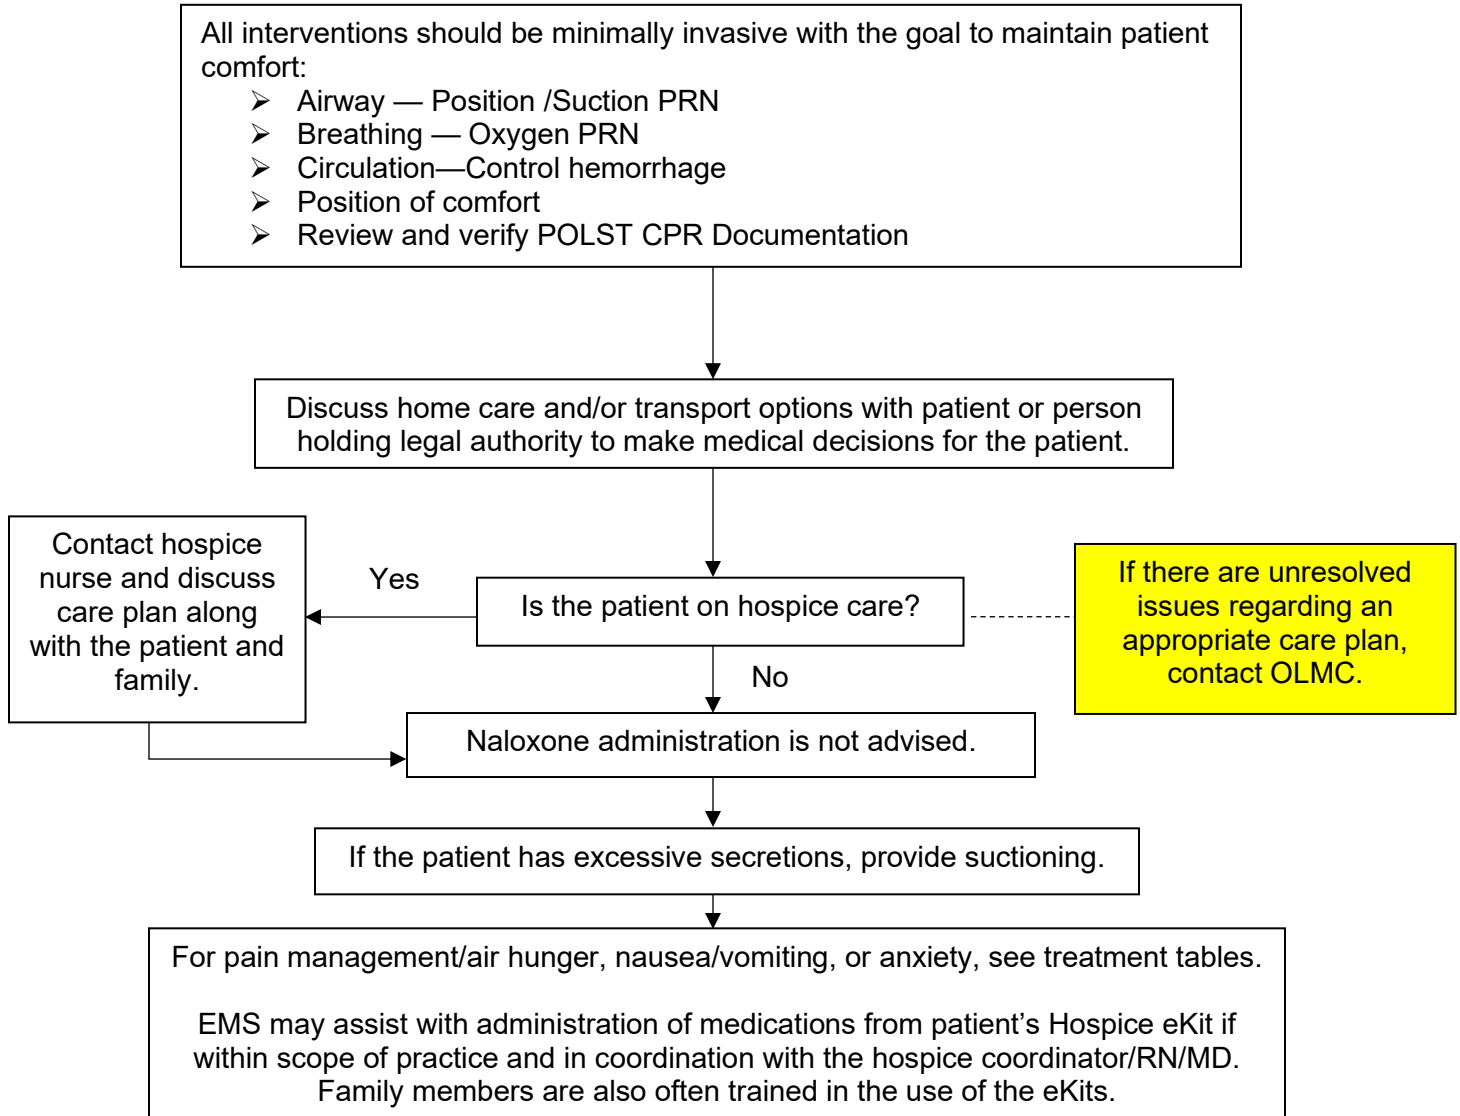 All interventions should be minimally invasive with the goal to maintain patient
comfort:
➢ Airway — Position /Suction PRN
➢ Breathing — Oxygen PRN
➢ Circulation—Control hemorrhage
➢ Position of comfort
➢ Review and verify POLST CPR Documentation
Discuss home care and/or transport options with patient or person
holding legal authority to make medical decisions for the patient.
Contact hospice
nurse and discuss
care plan along
with the patient and
family.
Yes
Is the patient on hospice care?
If there are unresolved
issues regarding an
appropriate care plan,
contact OLMC.
No
Naloxone administration is not advised.
If the patient has excessive secretions, provide suctioning.
For pain management/air hunger, nausea/vomiting, or anxiety, see treatment tables.
EMS may assist with administration of medications from patient’s Hospice eKit if
within scope of practice and in coordination with the hospice coordinator/RN/MD.
Family members are also often trained in the use of the eKits.